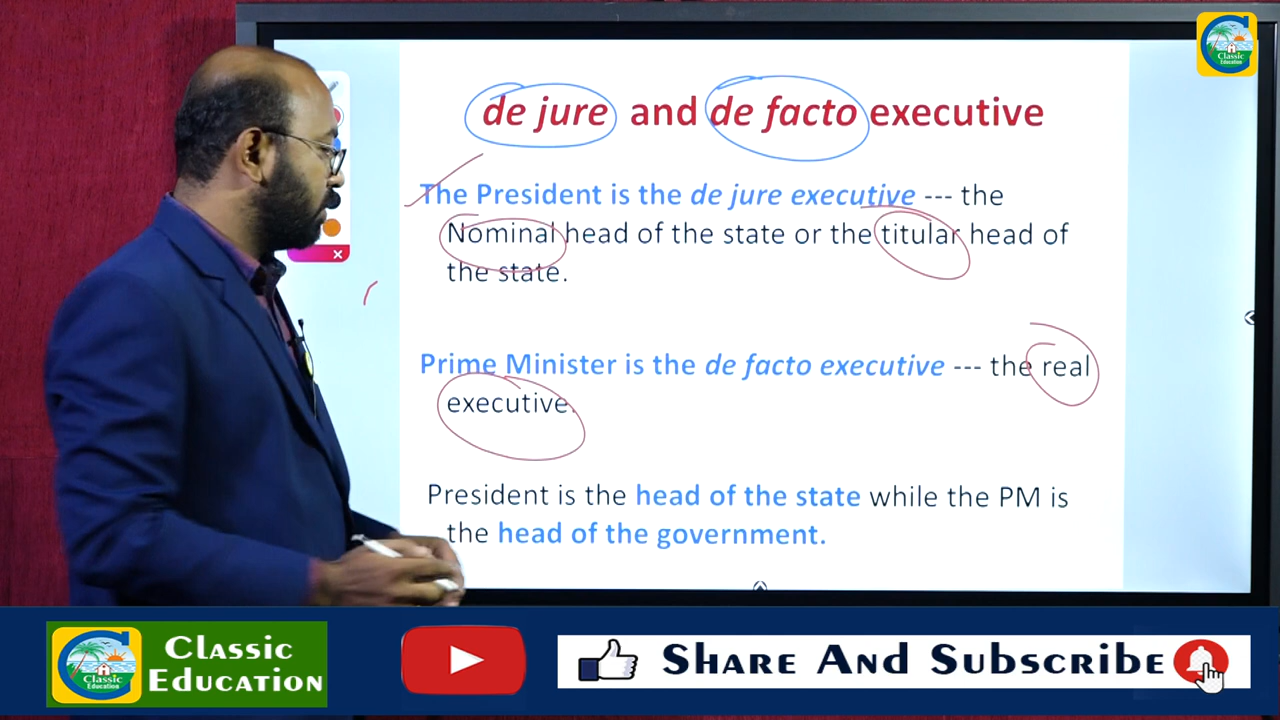 Classic
Education
de jure and de facto executive
The President is the de jure executive --- the
Nominal head of the state or the titular head of
the state.
Prime Minister is the de facto executive --- the real
executive.
President is the head of the state while the PM is
the head of the government.
Classic
Education
Classic
Education
Share And Subscribe